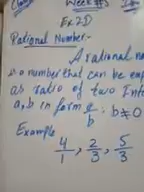 Week#3
Ex 2D
Rational Number:-
A rational n
is a number that can be
as ratio of two Inte
a, b in form a/b : b≠0
Example
4/1, 2/3, 5/3